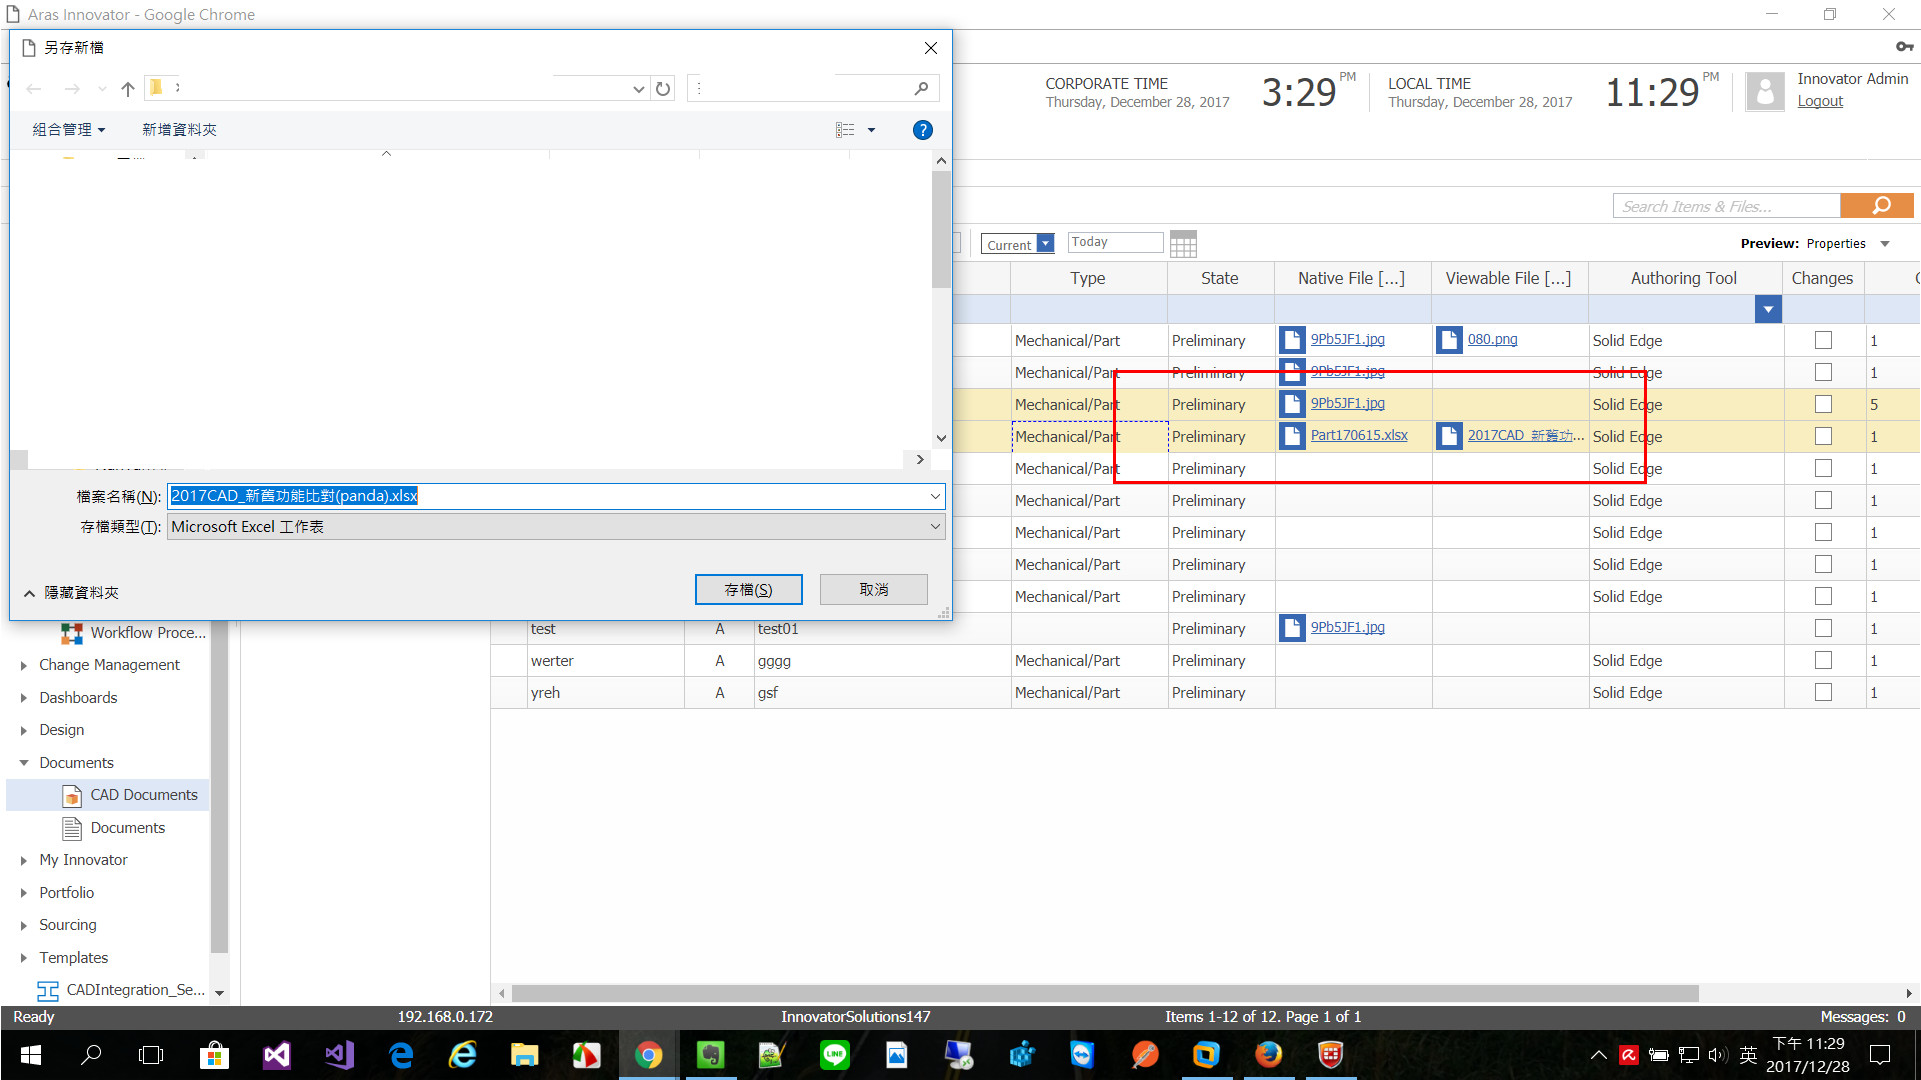 Aras Innovator - Google Chrome
另存新檔
組合管理
新增資料夾
檔案名稱(N):
2017CAD_新舊功能比對(panda).xlsx
存檔類型(T):
Microsoft Excel 工作表
隱藏資料夾
存檔(S)
取消
CORPORATE TIME
Thursday, December 28, 2017
3:29 PM
LOCAL TIME
Thursday, December 28, 2017
11:29 PM
Innovator Admin
Logout
Search Items & Files...
Current
Today
Preview: Properties
Type State Native File [...] Viewable File [...] Authoring Tool Changes
Mechanical/Part Preliminary 9Pb5JF1.jpg 080.png Solid Edge 1
Mechanical/Part Preliminary 9Pb5JF1.jpg Solid Edge 1
Mechanical/Part Preliminary 9Pb5JF1.jpg Solid Edge 5
Mechanical/Part Preliminary Part170615.xlsx 2017CAD_新舊功... Solid Edge 1
Mechanical/Part Preliminary Solid Edge 1
Mechanical/Part Preliminary Solid Edge 1
Mechanical/Part Preliminary Solid Edge 1
Mechanical/Part Preliminary Solid Edge 1
Mechanical/Part Preliminary Solid Edge 1
test A test01 Preliminary 9Pb5JF1.jpg 1
werter A gggg Mechanical/Part Preliminary Solid Edge 1
yreh A gsf Mechanical/Part Preliminary Solid Edge 1
Workflow Proce...
Change Management
Dashboards
Design
Documents
CAD Documents
Documents
My Innovator
Portfolio
Sourcing
Templates
CADIntegration_Se...
Ready
192.168.0.172
InnovatorSolutions147
Items 1-12 of 12. Page 1 of 1
Messages: 0
LINE
英
下午 11:29
2017/12/28